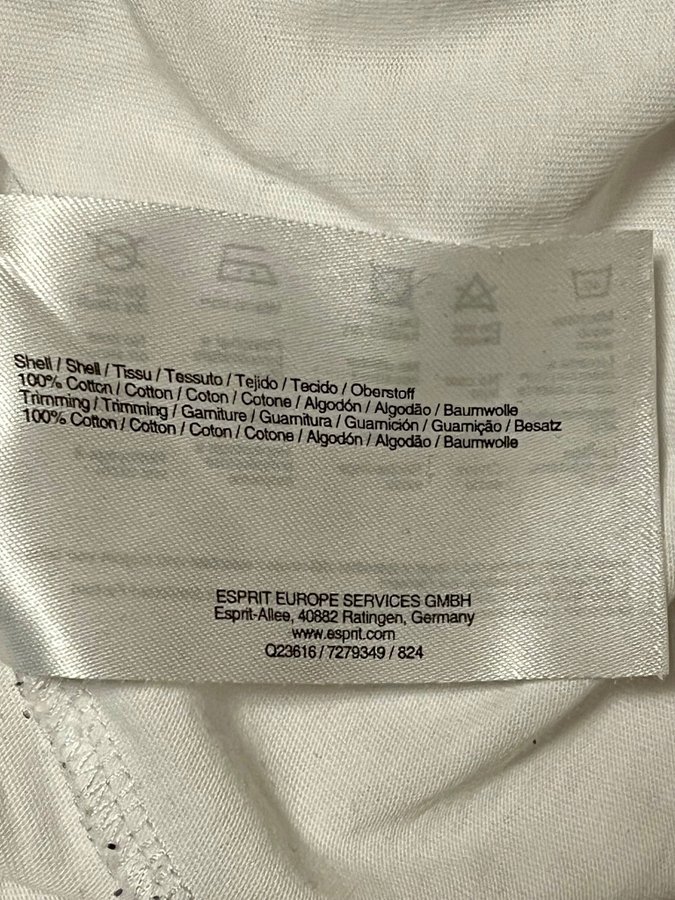 Shell / Shell / Tissu / Tessuto / Tejido / Tecido / Oberstoff
100% Cotton / Cotton / Coton / Cotone / Algodón / Algodão / Baumwolle
Trimming / Trimming / Garniture / Guarnitura / Guarnición / Guarnição / Besatz
100% Cotton / Cotton / Coton / Cotone / Algodón / Algodão / Baumwolle
ESPRIT EUROPE SERVICES GMBH
Esprit-Allee, 40882 Ratingen, Germany
www.esprit.com
Q23616 / 7279349 / 824